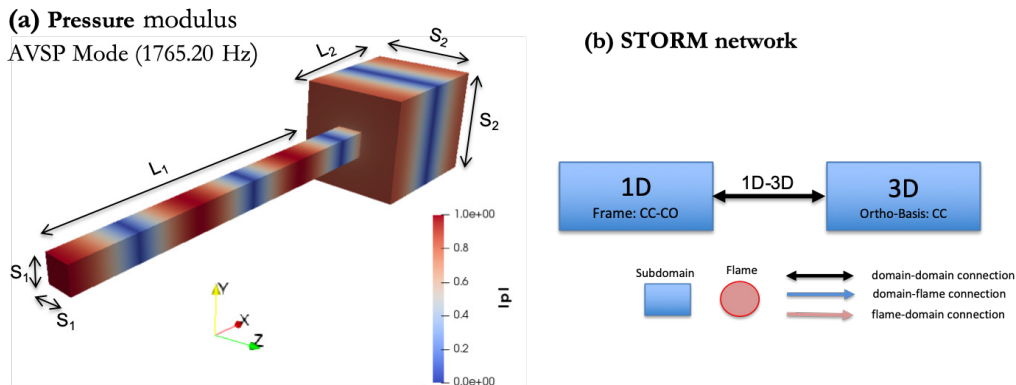 (a) Pressure modulus
AVSP Mode (1765.20 Hz)
L₂
S₂
S₂
L₁
S₁
S₁
Y
X
Z
1.0e+00
0.8
0.6
0.4
0.2
0.0e+00
|p|
(b) STORM network
1D
Frame: CC-CO
1D-3D
3D
Ortho-Basis: CC
Subdomain
Flame
domain-domain connection
domain-flame connection
flame-domain connection